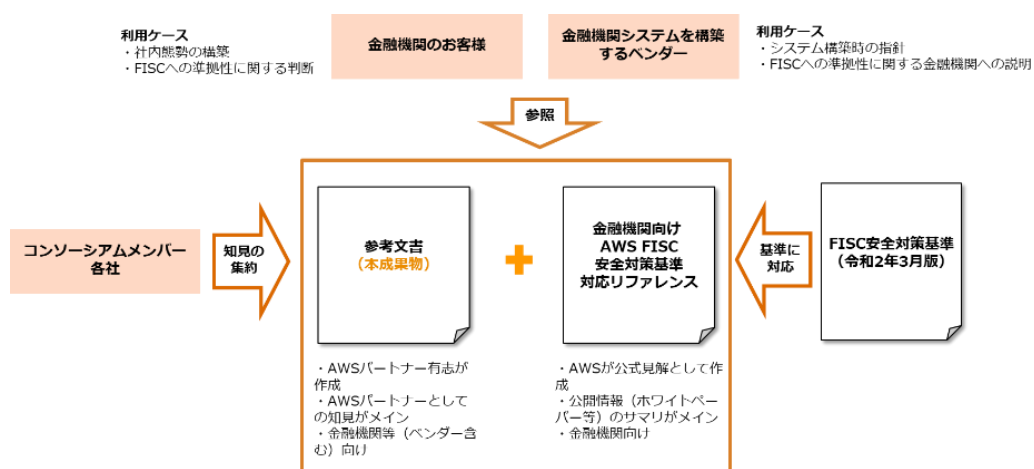 利用ケース
・社内態勢の構築
・FISCへの準拠性に関する判断
金融機関のお客様
金融機関システムを構築
するベンダー
利用ケース
・システム構築時の指針
・FISCへの準拠性に関する金融機関への説明
参照
コンソーシアムメンバー
各社
知見の
集約
参考文書
（本成果物）
金融機関向け
AWS FISC
安全対策基準
対応リファレンス
基準に
対応
FISC安全対策基準
（令和2年3月版）
・AWSパートナー有志が
作成
・AWSパートナーとして
の知見がメイン
・金融機関等（ベンダー含
む）向け
・AWSが公式見解として作
成
・公開情報（ホワイトペー
パー等）のサマリがメイン
・金融機関向け